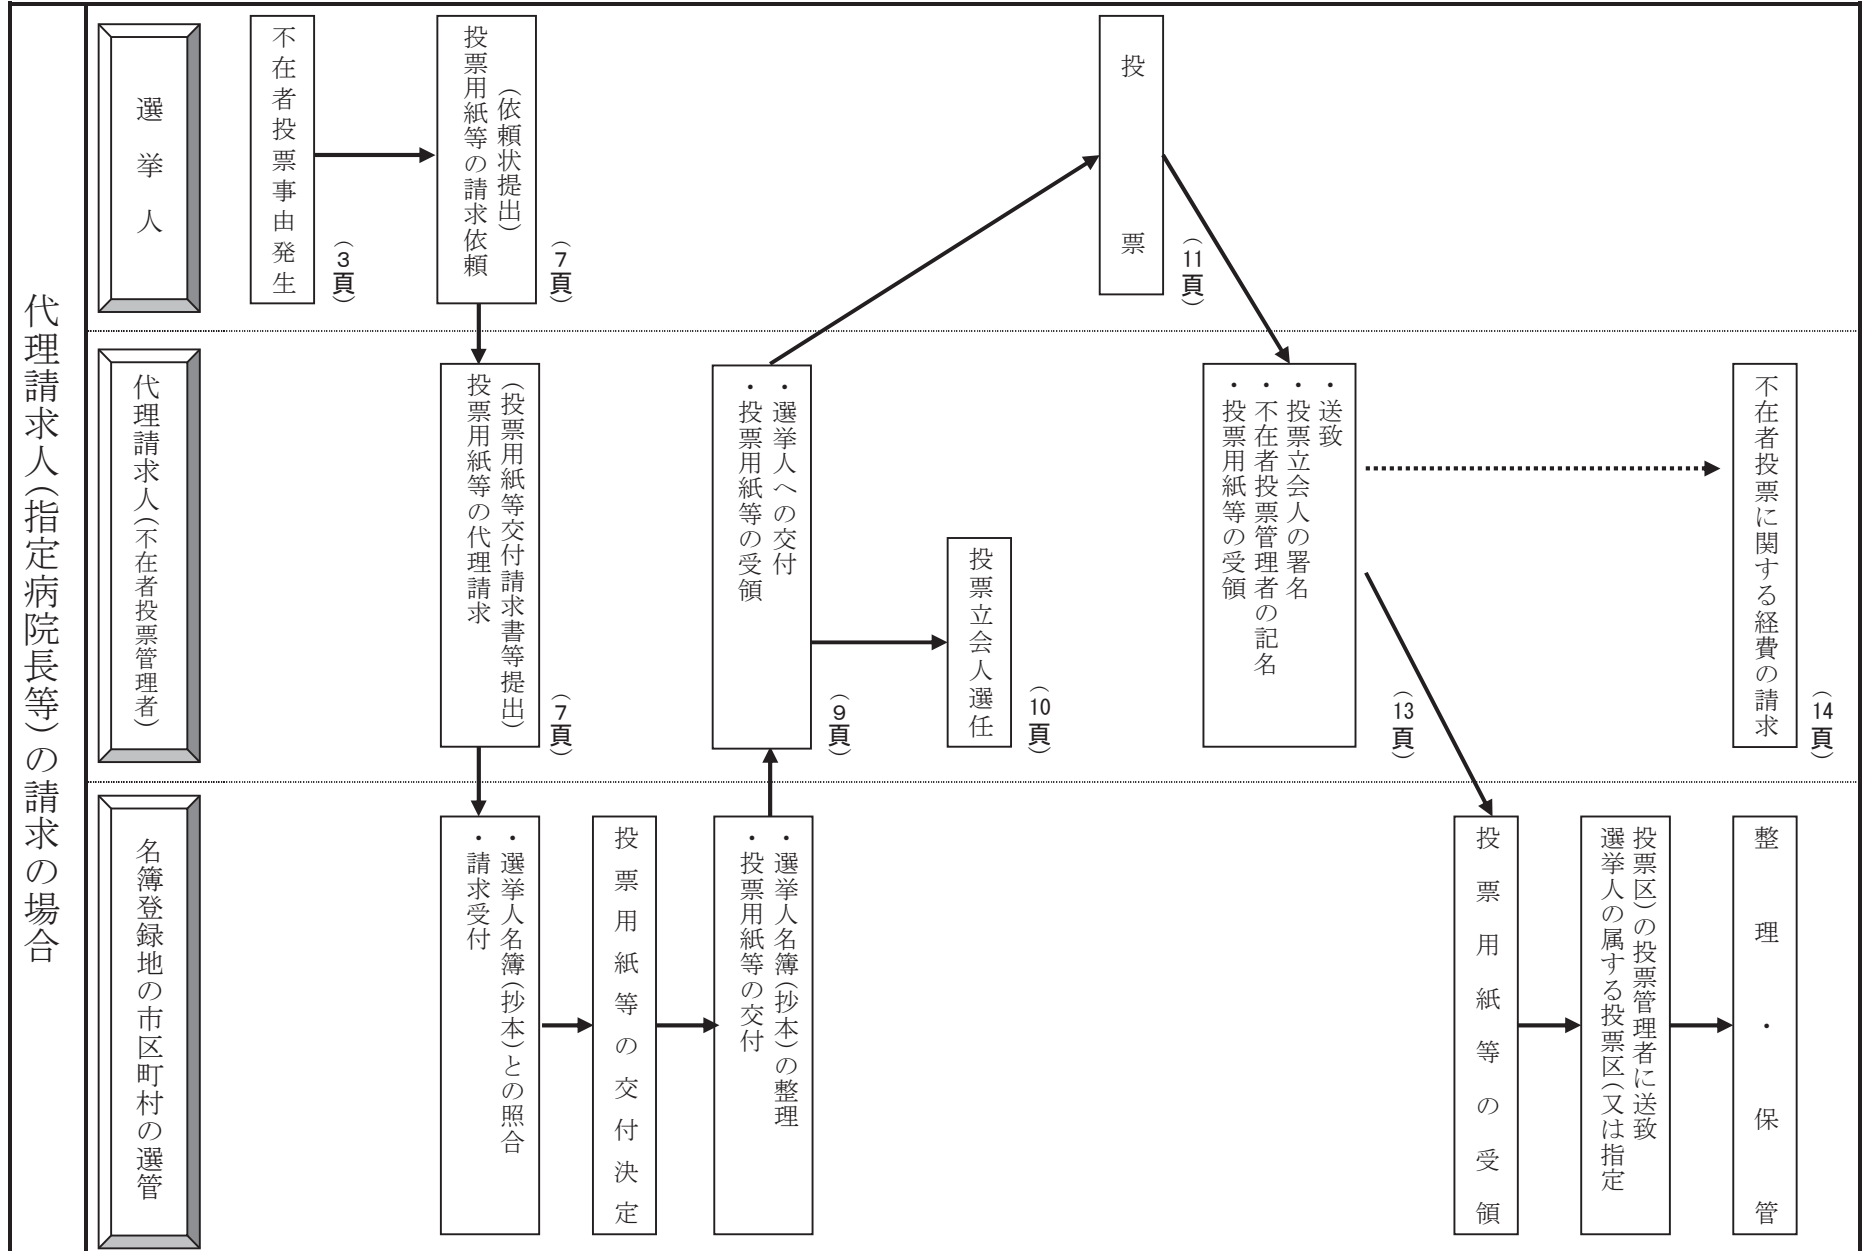 代理請求人（指定病院長等）の請求の場合
選挙人
不在者投票事由発生
（3頁）
投票用紙等の請求依頼
（依頼状提出）
（7頁）
投票
（11頁）
代理請求人（不在者投票管理者）
投票用紙等の代理請求
（投票用紙等交付請求書等提出）
（7頁）
・投票用紙等の受領
・選挙人への交付
（9頁）
投票立会人選任
（10頁）
・投票用紙等の受領
・不在者投票管理者の記名
・投票立会人の署名
・送致
（13頁）
不在者投票に関する経費の請求
（14頁）
名簿登録地の市区町村の選管
・請求受付
・選挙人名簿（抄本）との照合
投票用紙等の交付決定
・投票用紙等の交付
・選挙人名簿（抄本）の整理
投票用紙等の受領
選挙人の属する投票区（又は指定
投票区）の投票管理者に送致
整理・保管